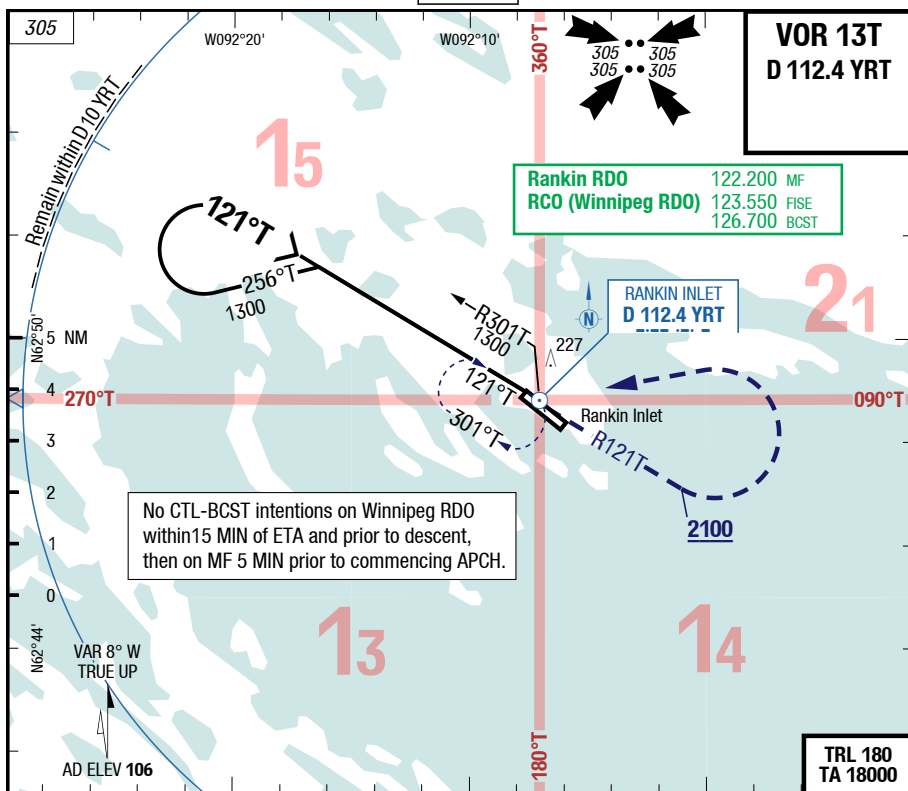 305
W092°20'
W092°10'
360°T
305 305
305 305
VOR 13T
D 112.4 YRT
Remain within D10 YRT
15
Rankin RDO 122.200 MF
RCO (Winnipeg RDO) 123.550 FISE
126.700 BCST
121°T
256°T
1300
21
RANKIN INLET
D 112.4 YRT
N
R301T
1300
227
N62°50'
5 NM
4
270°T
121°T
090°T
301°T
Rankin Inlet
3
R121T
2
2100
No CTL-BCST intentions on Winnipeg RDO
within15 MIN of ETA and prior to descent,
then on MF 5 MIN prior to commencing APCH.
1
0
13
14
N62°44'
VAR 8° W
TRUE UP
180°T
AD ELEV 106
TRL 180
TA 18000